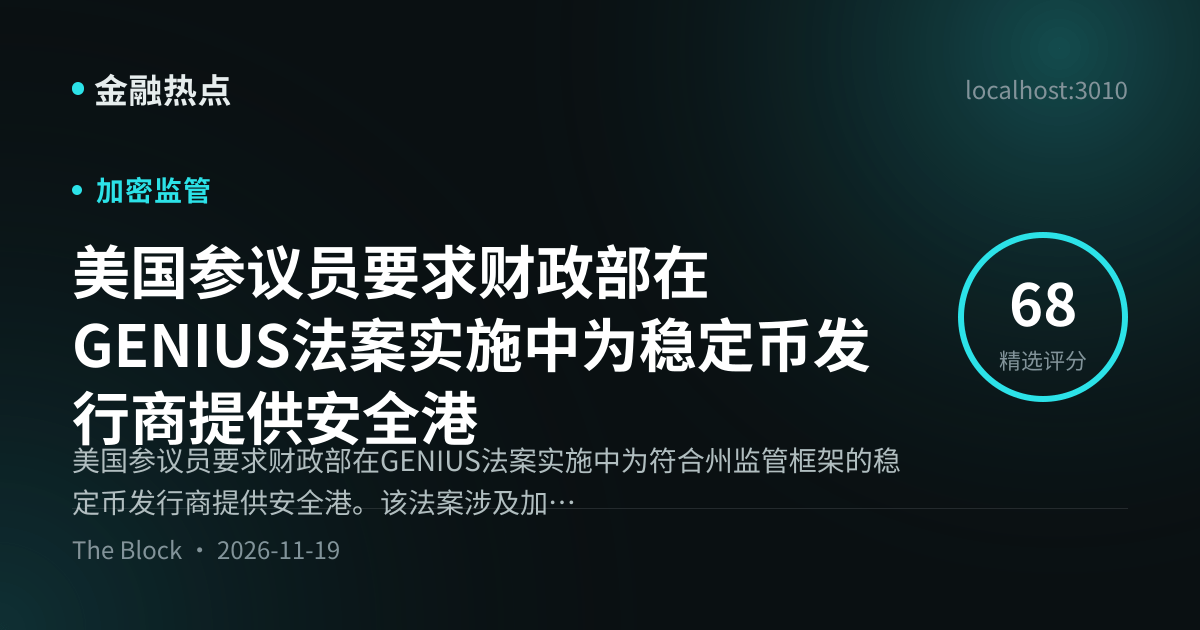 金融热点
localhost:3010
加密监管
美国参议员要求财政部在
GENIUS法案实施中为稳定币发
行商提供安全港
68
精选评分
美国参议员要求财政部在GENIUS法案实施中为符合州监管框架的稳
定币发行商提供安全港。该法案涉及加…
The Block · 2026-11-19